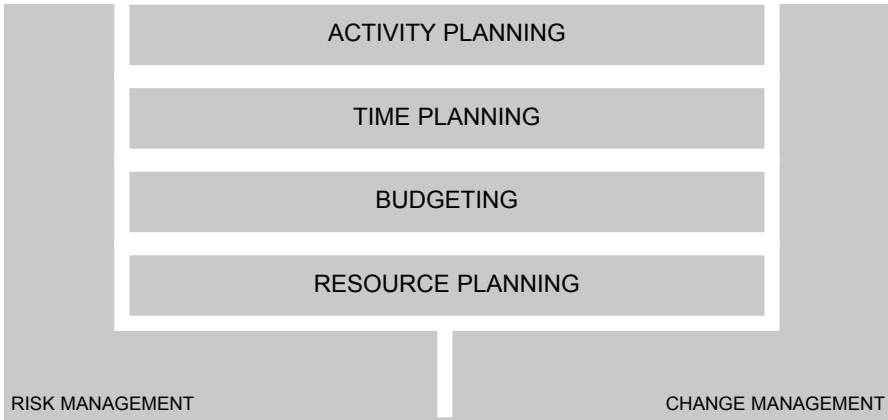 ACTIVITY PLANNING
TIME PLANNING
BUDGETING
RESOURCE PLANNING
RISK MANAGEMENT
CHANGE MANAGEMENT